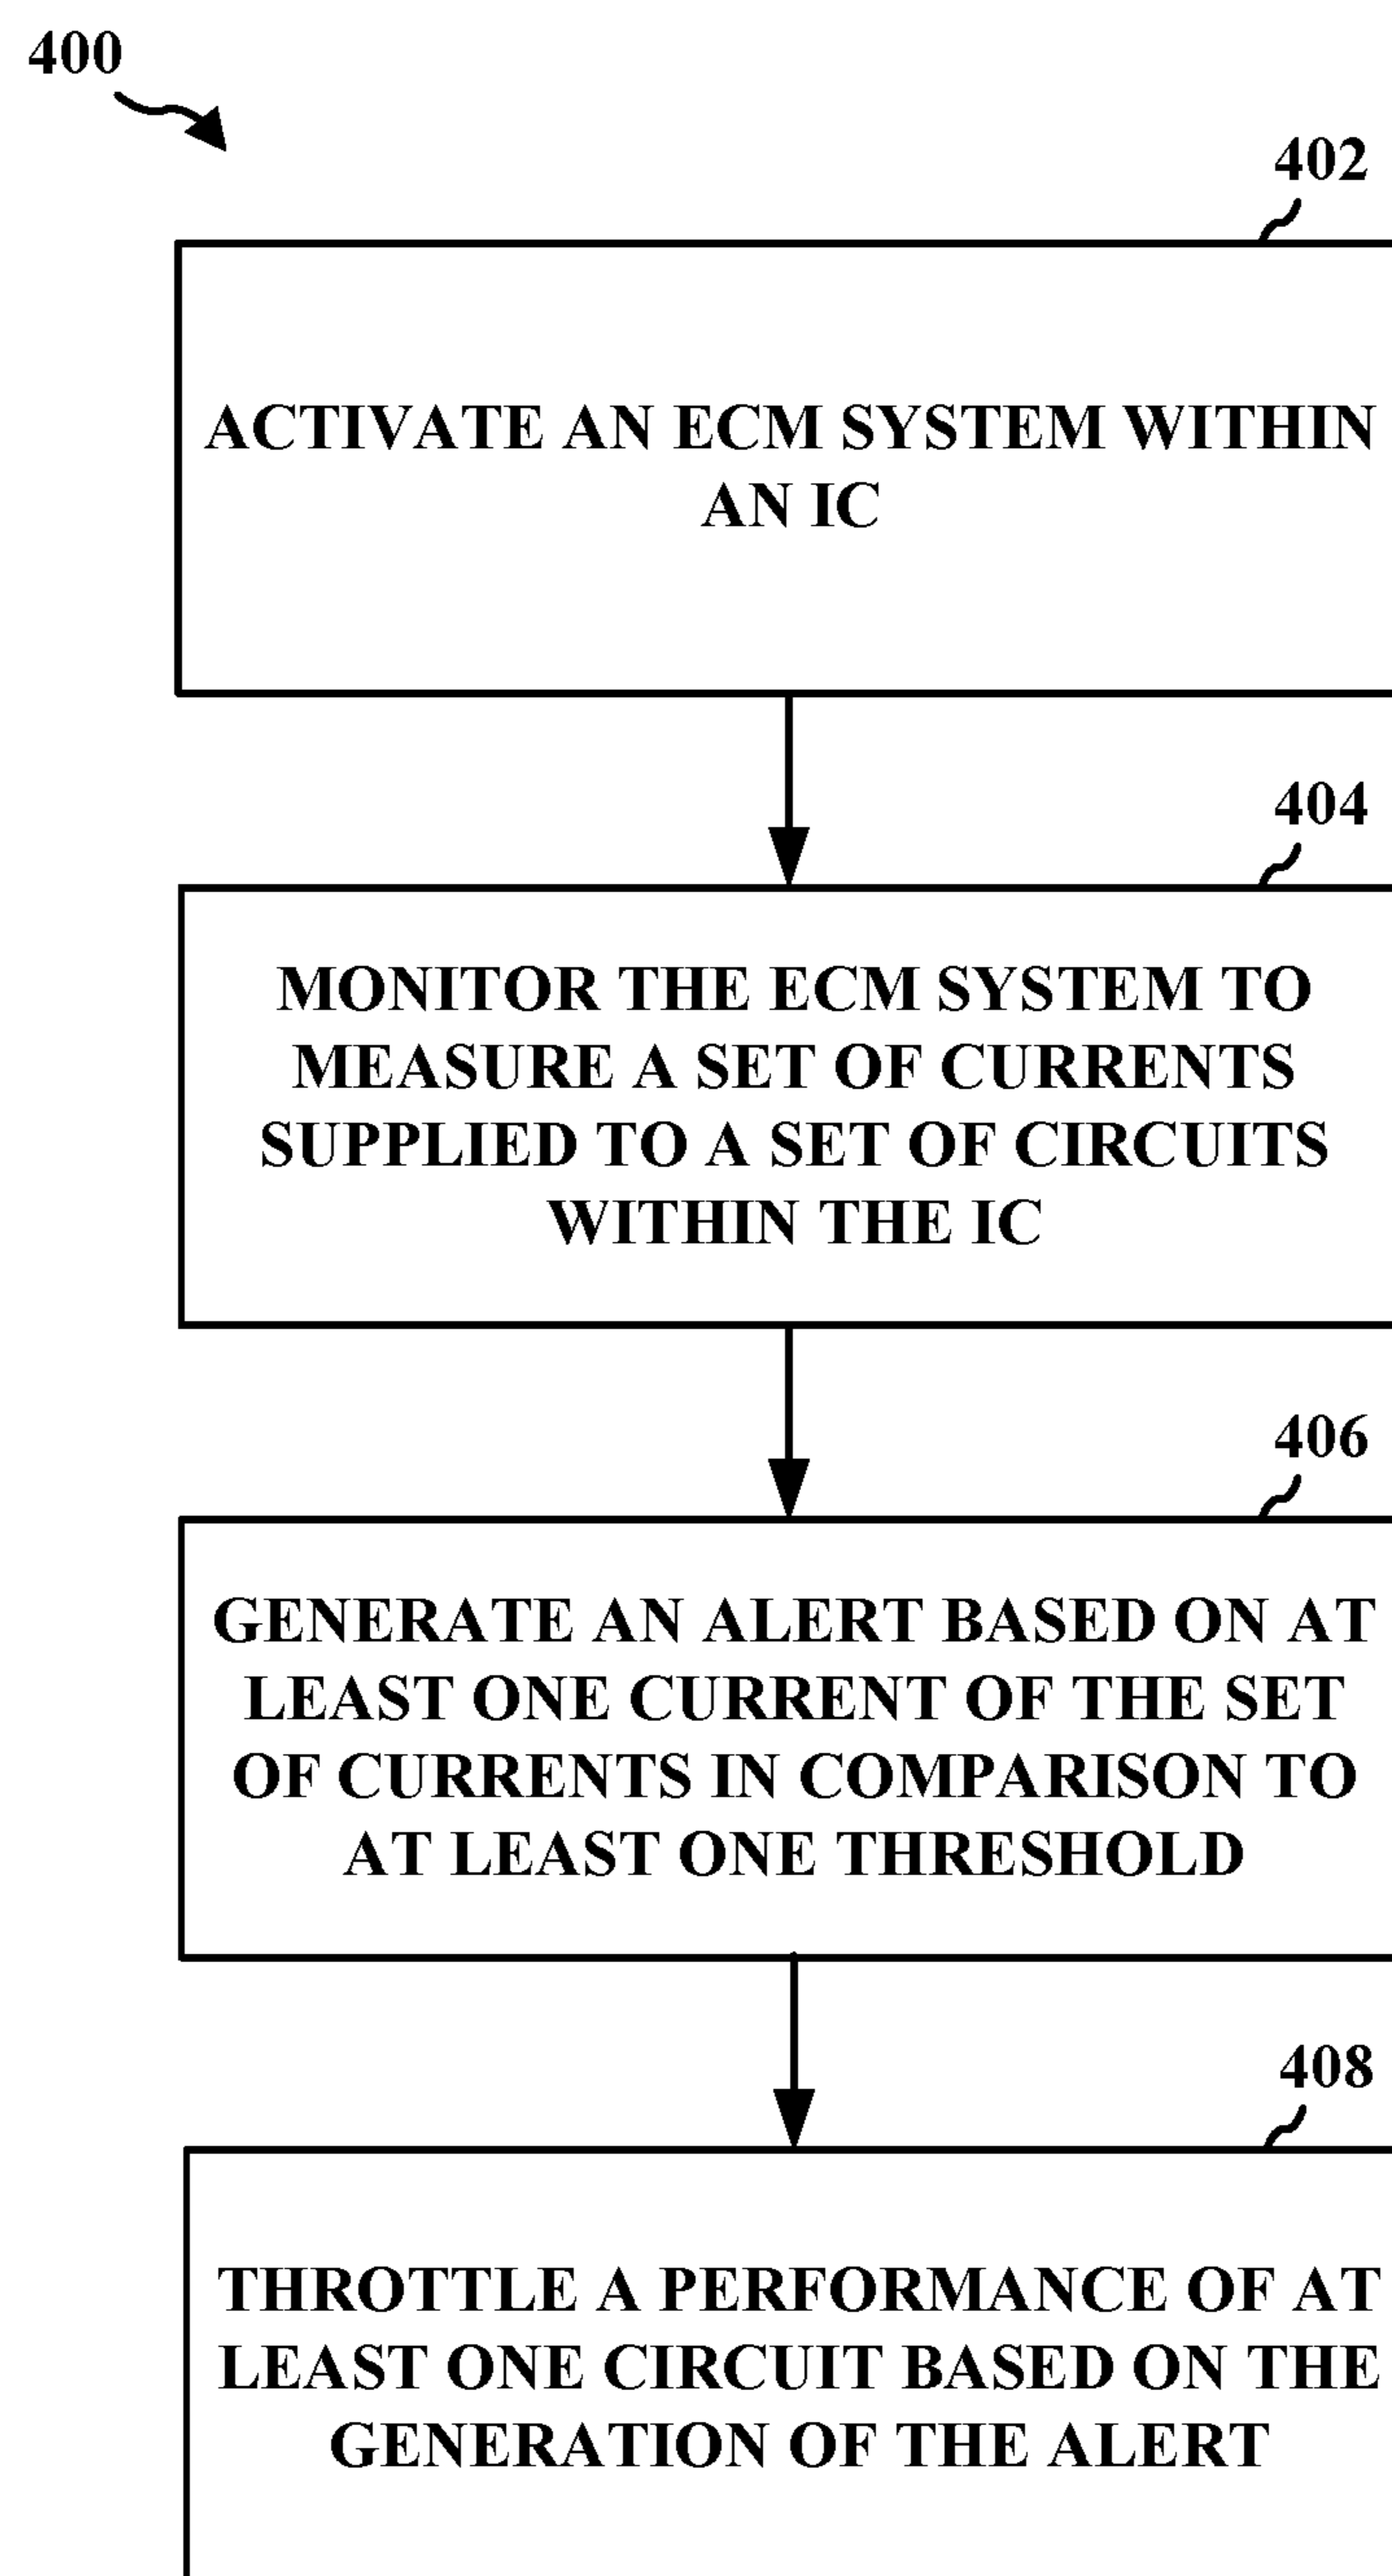 400
402
ACTIVATE AN ECM SYSTEM WITHIN
AN IC
404
MONITOR THE ECM SYSTEM TO
MEASURE A SET OF CURRENTS
SUPPLIED TO A SET OF CIRCUITS
WITHIN THE IC
406
GENERATE AN ALERT BASED ON AT
LEAST ONE CURRENT OF THE SET
OF CURRENTS IN COMPARISON TO
AT LEAST ONE THRESHOLD
408
THROTTLE A PERFORMANCE OF AT
LEAST ONE CIRCUIT BASED ON THE
GENERATION OF THE ALERT